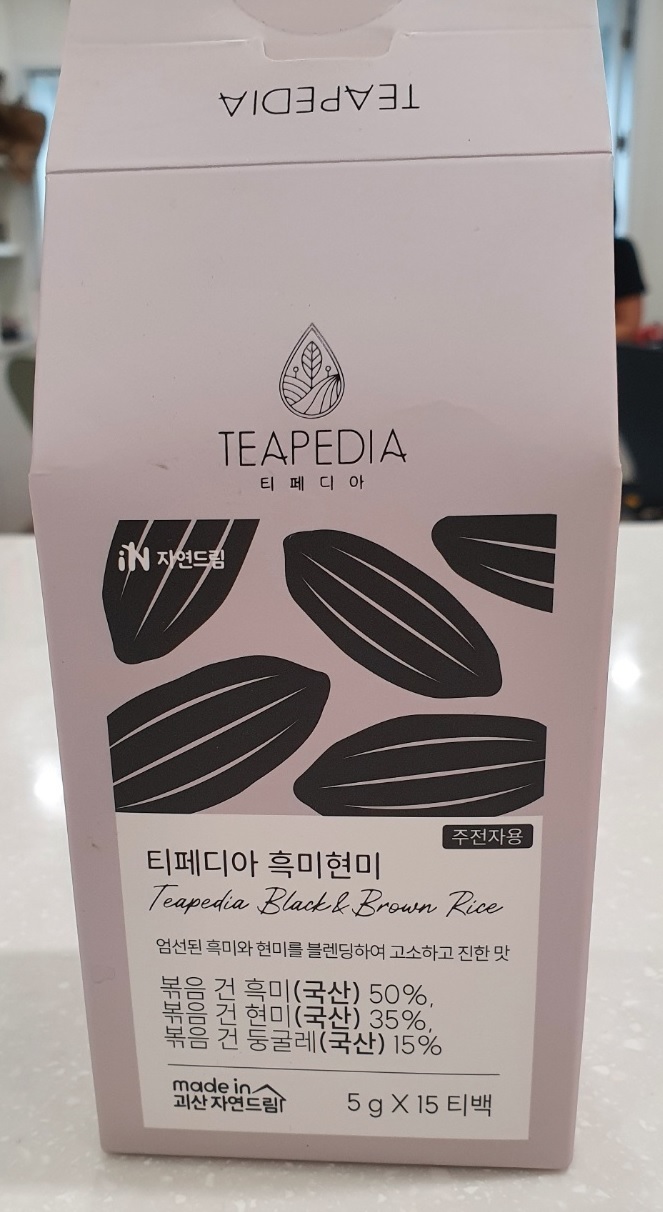 TEAPEDIA
TEAPEDIA
티페디아
iN 자연드림
주전자용
티페디아 흑미현미
Teapedia Black & Brown Rice
엄선된 흑미와 현미를 블렌딩하여 고소하고 진한 맛
볶음 건 흑미(국산) 50%,
볶음 건 현미(국산) 35%,
볶음 건 둥굴레(국산) 15%
made in
괴산자연드림
5 g X 15 티백